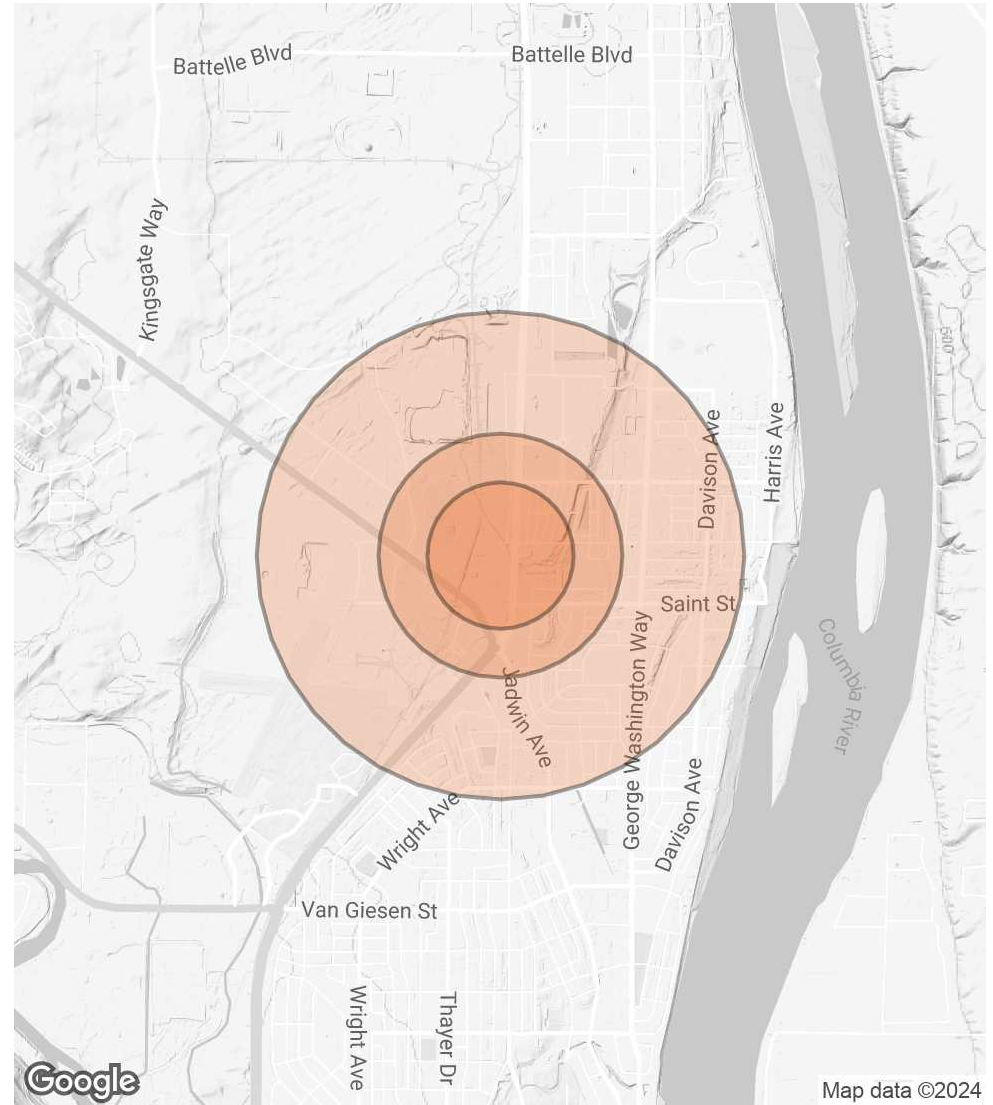 Battelle Blvd
Battelle Blvd
Kingsgate Way
600'
Davison Ave
Harris Ave
Saint St
Columbia River
Jadwin Ave
George Washington Way
Davison Ave
Wright Ave
Van Giesen St
Wright Ave
Thayer Dr
Google
Map data ©2024